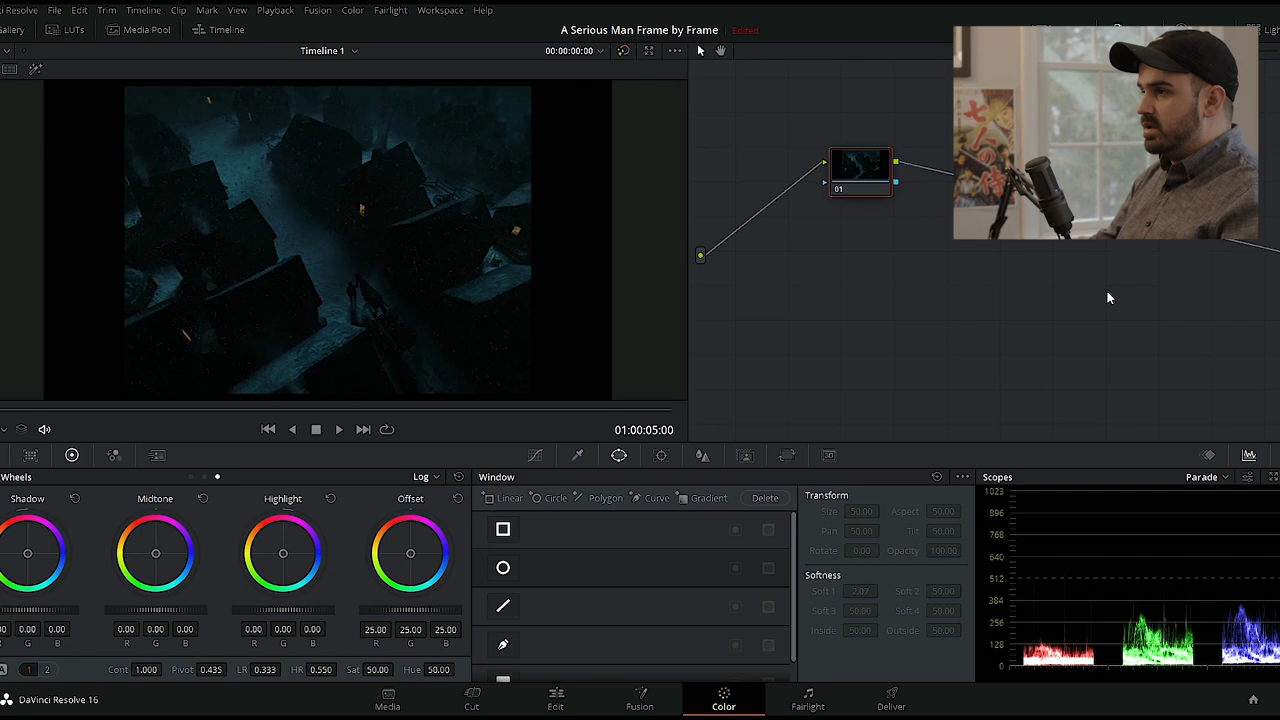 ci Resolve File Edit Trim Timeline Clip Mark View Playback Fusion Color Fairlight Workspace Help
Gallery LUTs Media Pool Timeline A Serious Man Frame by Frame Edited Ligh
Timeline 1 00:00:00:00
七人の侍
01
01:00:05:00
Wheels Log Window Scopes Parade
Shadow Midtone Highlight Offset
Linear Circle Polygon Curve Gradient Delete
Transform
Size 50.00 Aspect 50.00
Pan 50.00 Tilt 50.00
Rotate 0.00 Opacity 100.00
Softness
Soft 1 2.07 Soft 2 50.00
Soft 3 50.00 Soft 4 50.00
Inside 50.00 Outside 50.00
1023
896
768
640
512
384
256
128
0
0.00 0.00 0.00 0.00 0.00 0.00 0.00 0.00 25.00 25.00
R G B R G B R G B G
A 1 2 Cont 1.000 Pivot 0.435 LR 0.333 HR 0.550 Sat 50.00 Hue 50.00
DaVinci Resolve 16 Media Cut Edit Fusion Color Fairlight Deliver